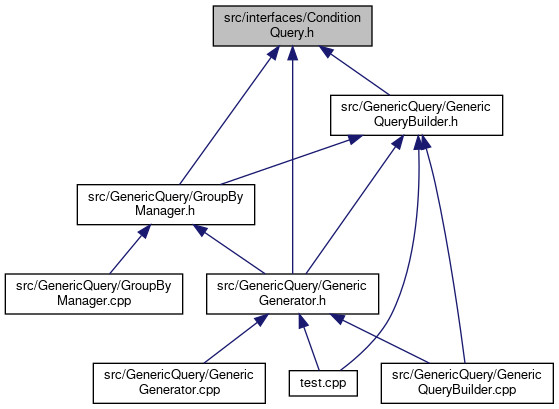 src/interfaces/Condition
Query.h
src/GenericQuery/Generic
QueryBuilder.h
src/GenericQuery/GroupBy
Manager.h
src/GenericQuery/GroupBy
Manager.cpp
src/GenericQuery/Generic
Generator.h
src/GenericQuery/Generic
Generator.cpp
test.cpp
src/GenericQuery/Generic
QueryBuilder.cpp